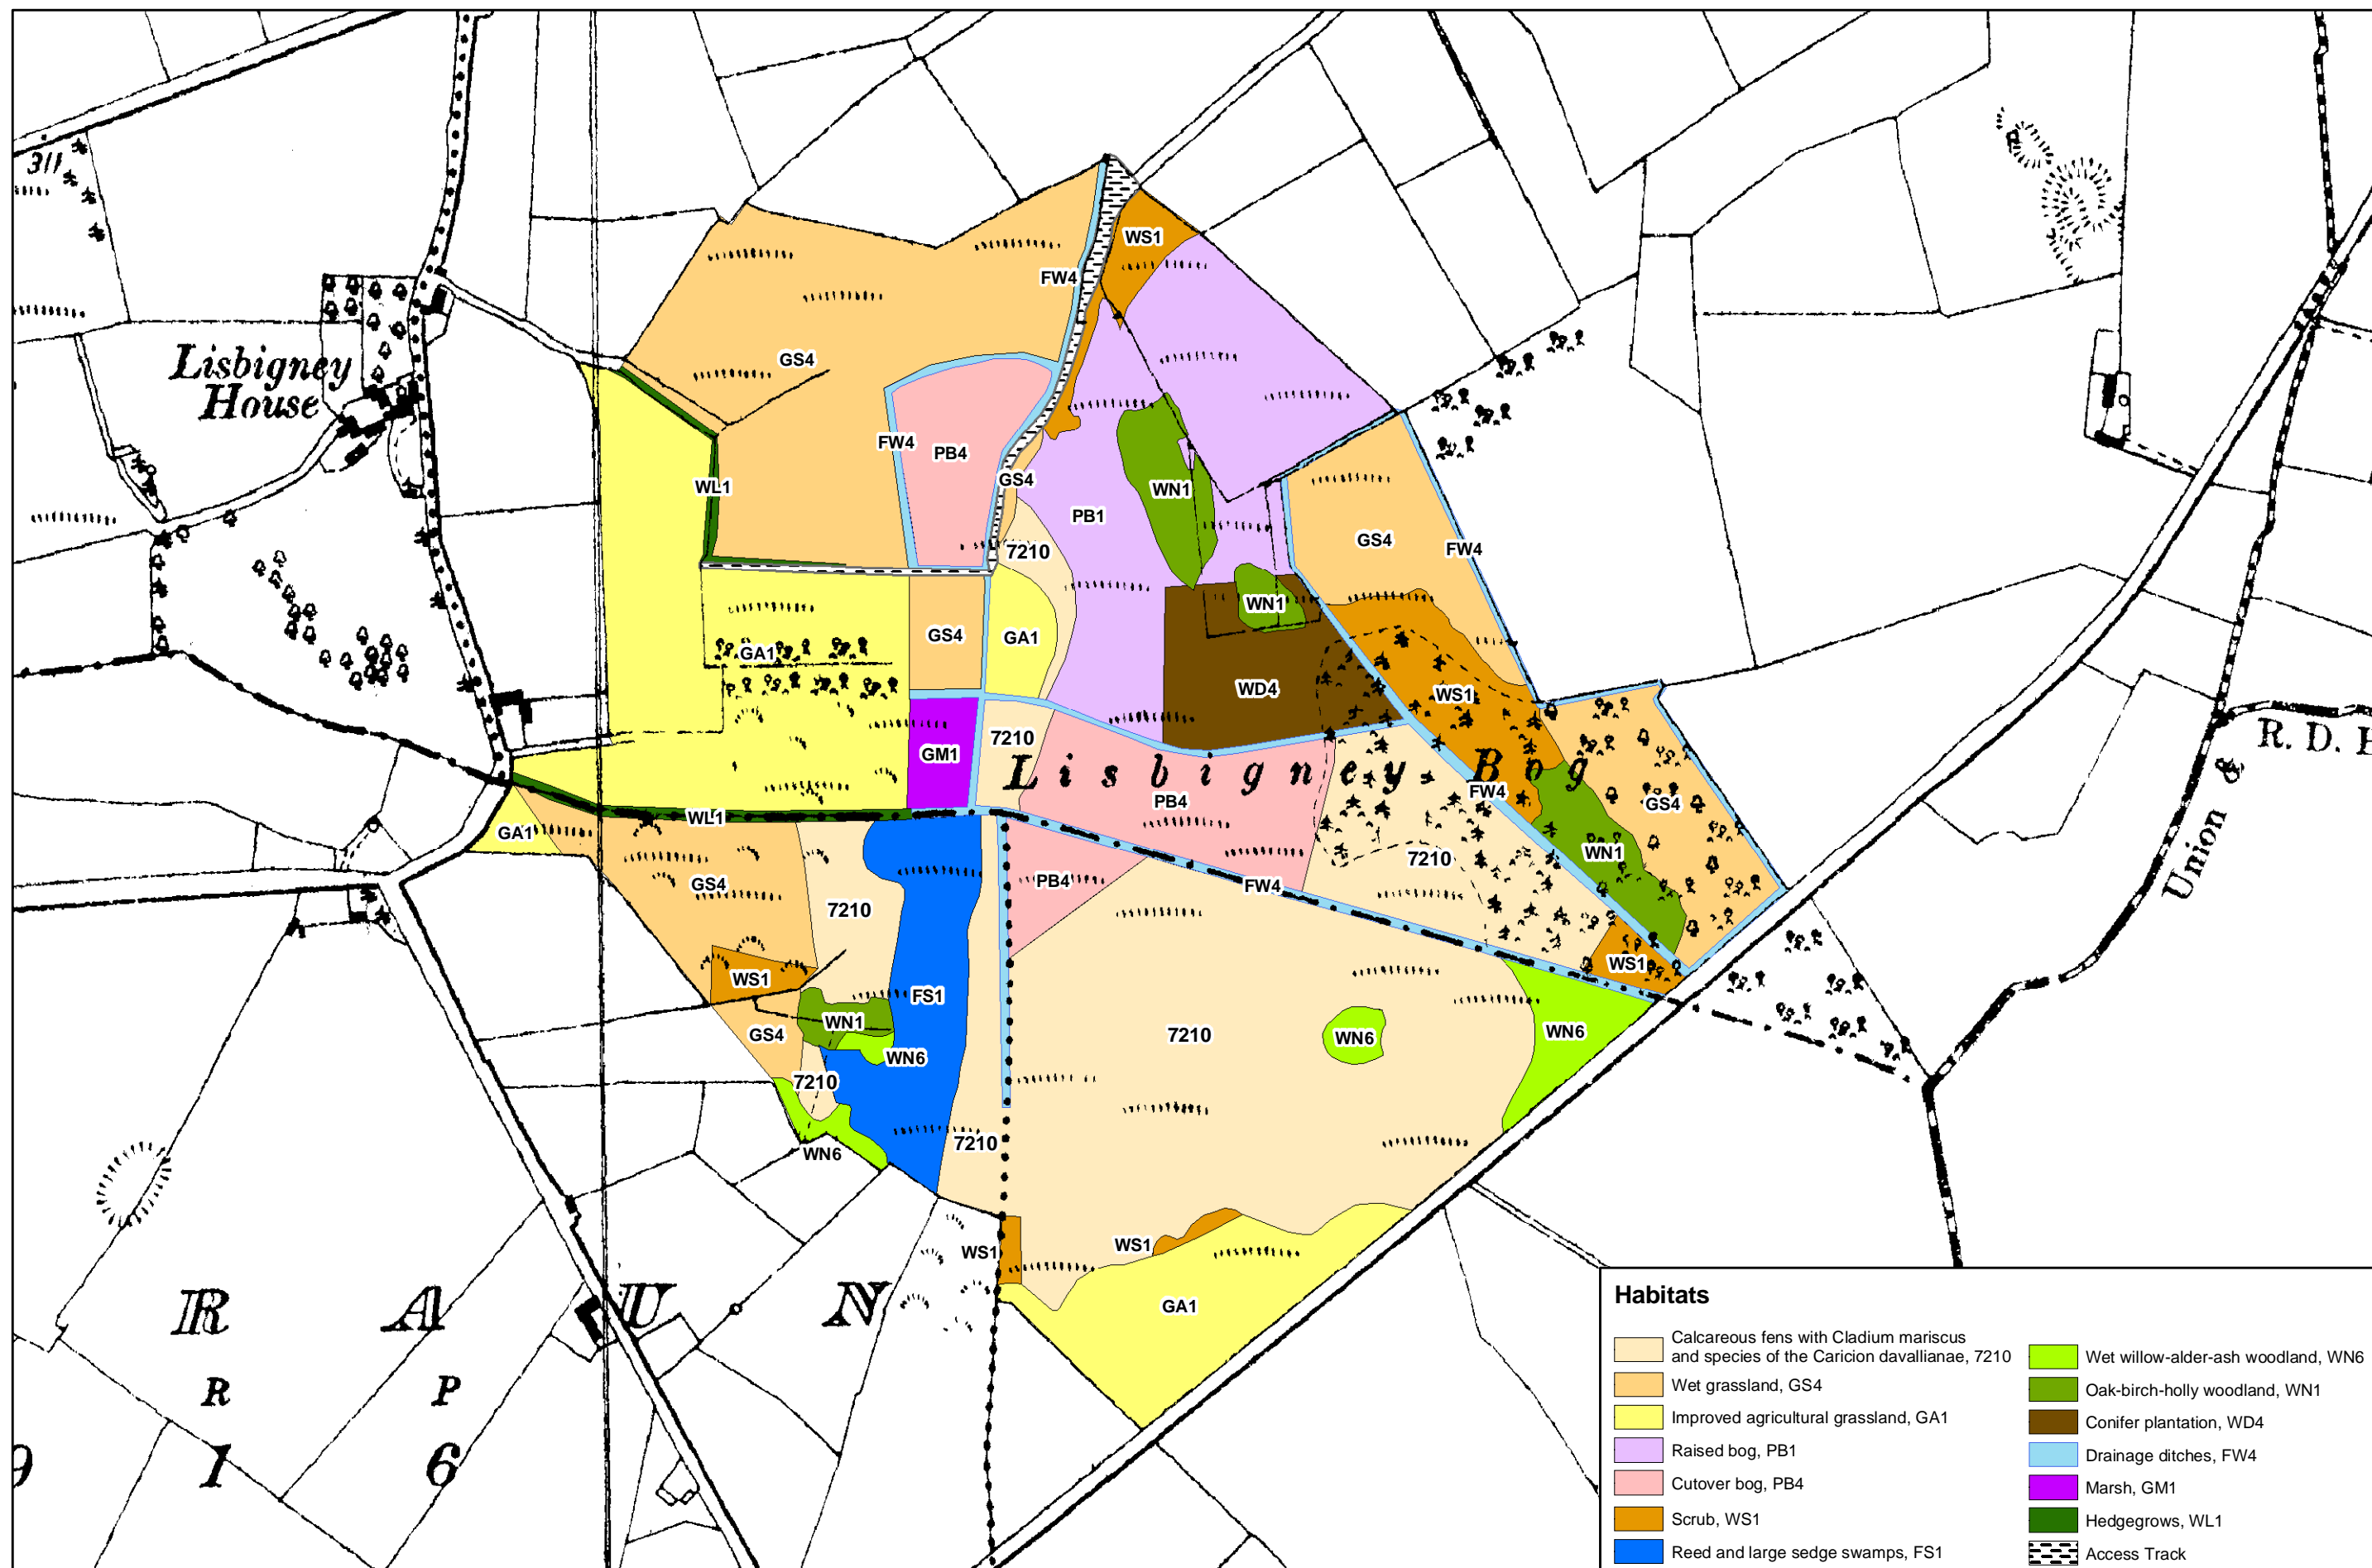 311
WS1
FW4
GS4
Lisbigney
House
FW4
PB4
GS4
WL1
WN1
PB1
GS4
FW4
7210
WN1
GS4
GA1
GA1
WD4
WS1
7210
GM1
R. D. B
Lisbigney Bog
Union &
FW4
PB4
GS4
WL1
GA1
WN1
7210
GS4
PB4
FW4
7210
WS1
WS1
FS1
WN1
GS4
7210
WN6
WN6
WN6
7210
7210
WN6
WS1
WS1
GA1
R A U N
R P
9 1 6
Habitats
Calcareous fens with Cladium mariscus
and species of the Caricion davallianae, 7210
Wet grassland, GS4
Improved agricultural grassland, GA1
Raised bog, PB1
Cutover bog, PB4
Scrub, WS1
Reed and large sedge swamps, FS1
Wet willow-alder-ash woodland, WN6
Oak-birch-holly woodland, WN1
Conifer plantation, WD4
Drainage ditches, FW4
Marsh, GM1
Hedgegrows, WL1
Access Track